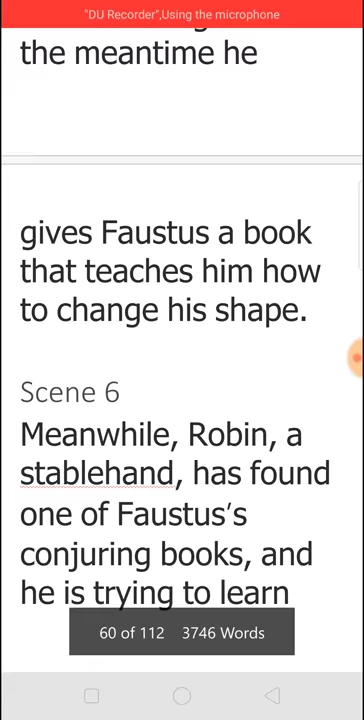 "DU Recorder",Using the microphone
the meantime he
gives Faustus a book
that teaches him how
to change his shape.
Scene 6
Meanwhile, Robin, a
stablehand, has found
one of Faustus's
conjuring books, and
he is trying to learn
60 of 112 3746 Words